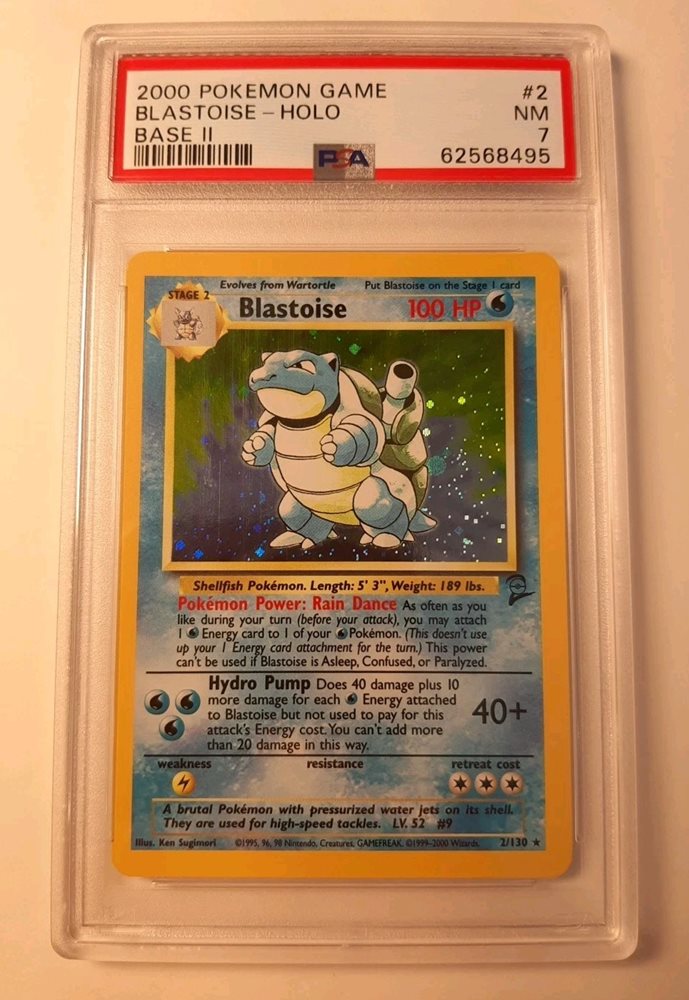 2000 POKEMON GAME #2
BLASTOISE - HOLO NM
BASE II 7
PSA 62568495
STAGE 2 Evolves from Wartortle Put Blastoise on the Stage 1 card
Blastoise 100 HP
Shellfish Pokémon. Length: 5' 3", Weight: 189 lbs.
Pokémon Power: Rain Dance As often as you
like during your turn (before your attack), you may attach
1 Energy card to 1 of your Pokémon. (This doesn't use
up your 1 Energy card attachment for the turn.) This power
can't be used if Blastoise is Asleep, Confused, or Paralyzed.
Hydro Pump Does 40 damage plus 10
more damage for each Energy attached
to Blastoise but not used to pay for this
attack's Energy cost. You can't add more
than 20 damage in this way.
40+
weakness resistance retreat cost
A brutal Pokémon with pressurized water jets on its shell.
They are used for high-speed tackles. LV. 52 #9
Illus. Ken Sugimori ©1995, 96, 98 Nintendo, Creatures, GAMEFREAK. ©1999-2000 Wizards. 2/130 ★